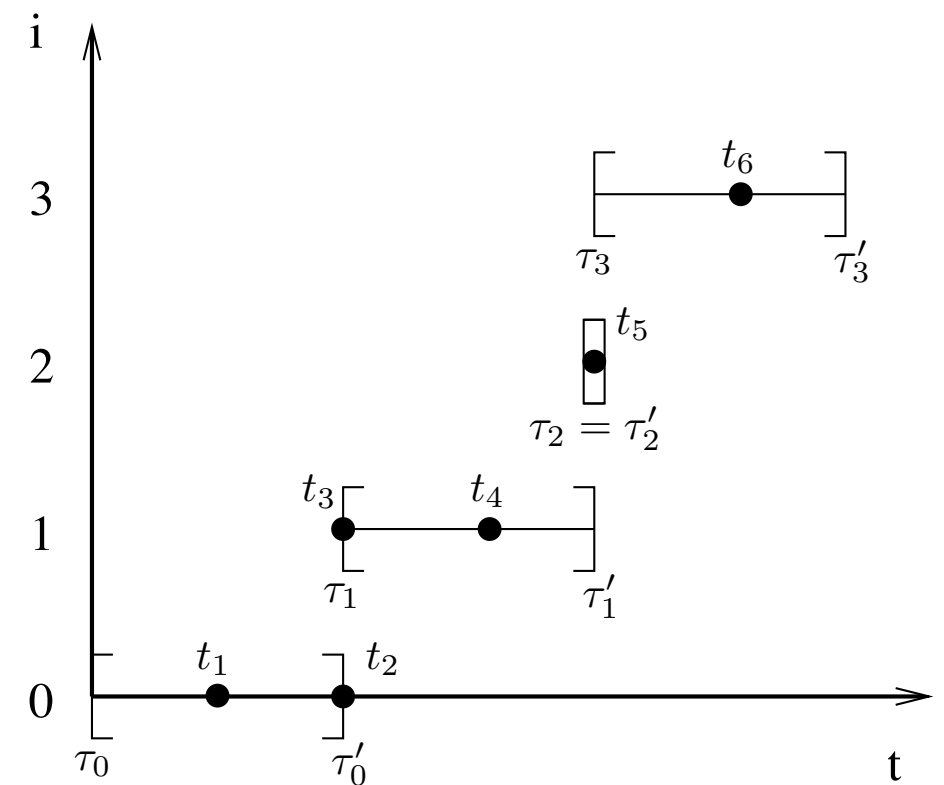 i
t₆
3
τ₃ τ₃′
t₅
2
τ₂ = τ₂′
t₃ t₄
1
τ₁ τ₁′
t₁ t₂
0
τ₀ τ₀′ t